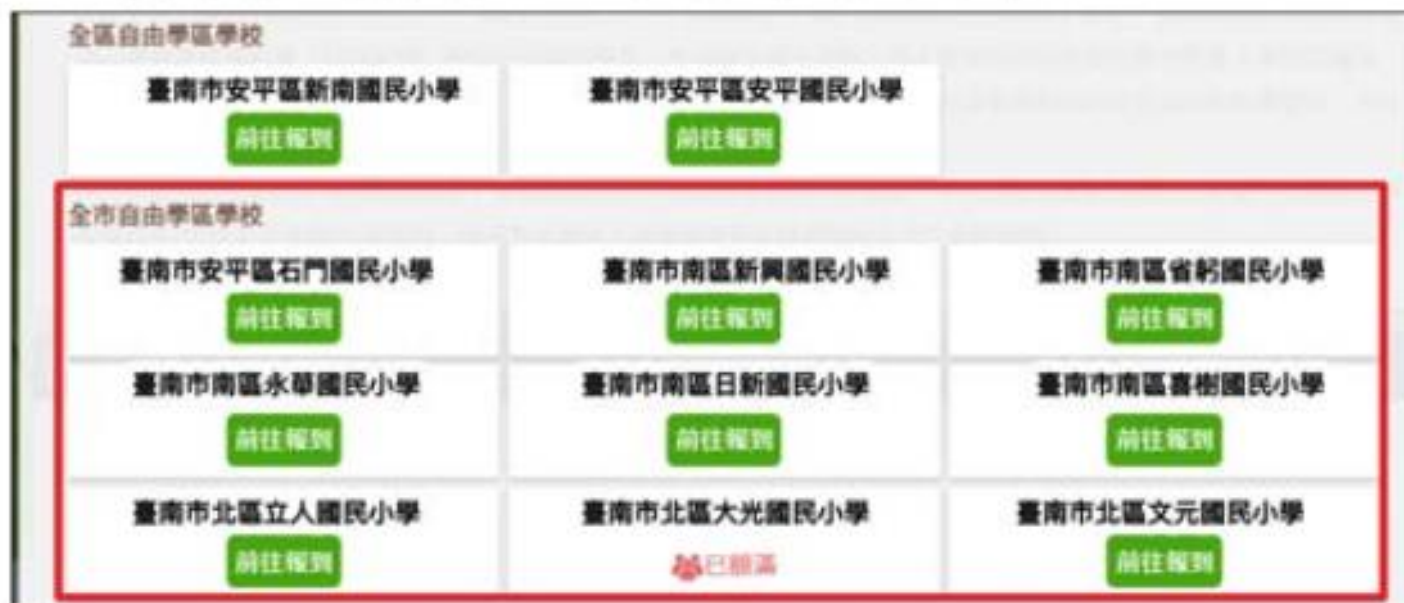 全區自由學區學校
臺南市安平區新南國民小學 臺南市安平區安平國民小學
前往報到 前往報到
全市自由學區學校
臺南市安平區石門國民小學 臺南市南區新興國民小學 臺南市南區省躬國民小學
前往報到 前往報到 前往報到
臺南市南區永華國民小學 臺南市南區日新國民小學 臺南市南區喜樹國民小學
前往報到 前往報到 前往報到
臺南市北區立人國民小學 臺南市北區大光國民小學 臺南市北區文元國民小學
前往報到 已額滿 前往報到